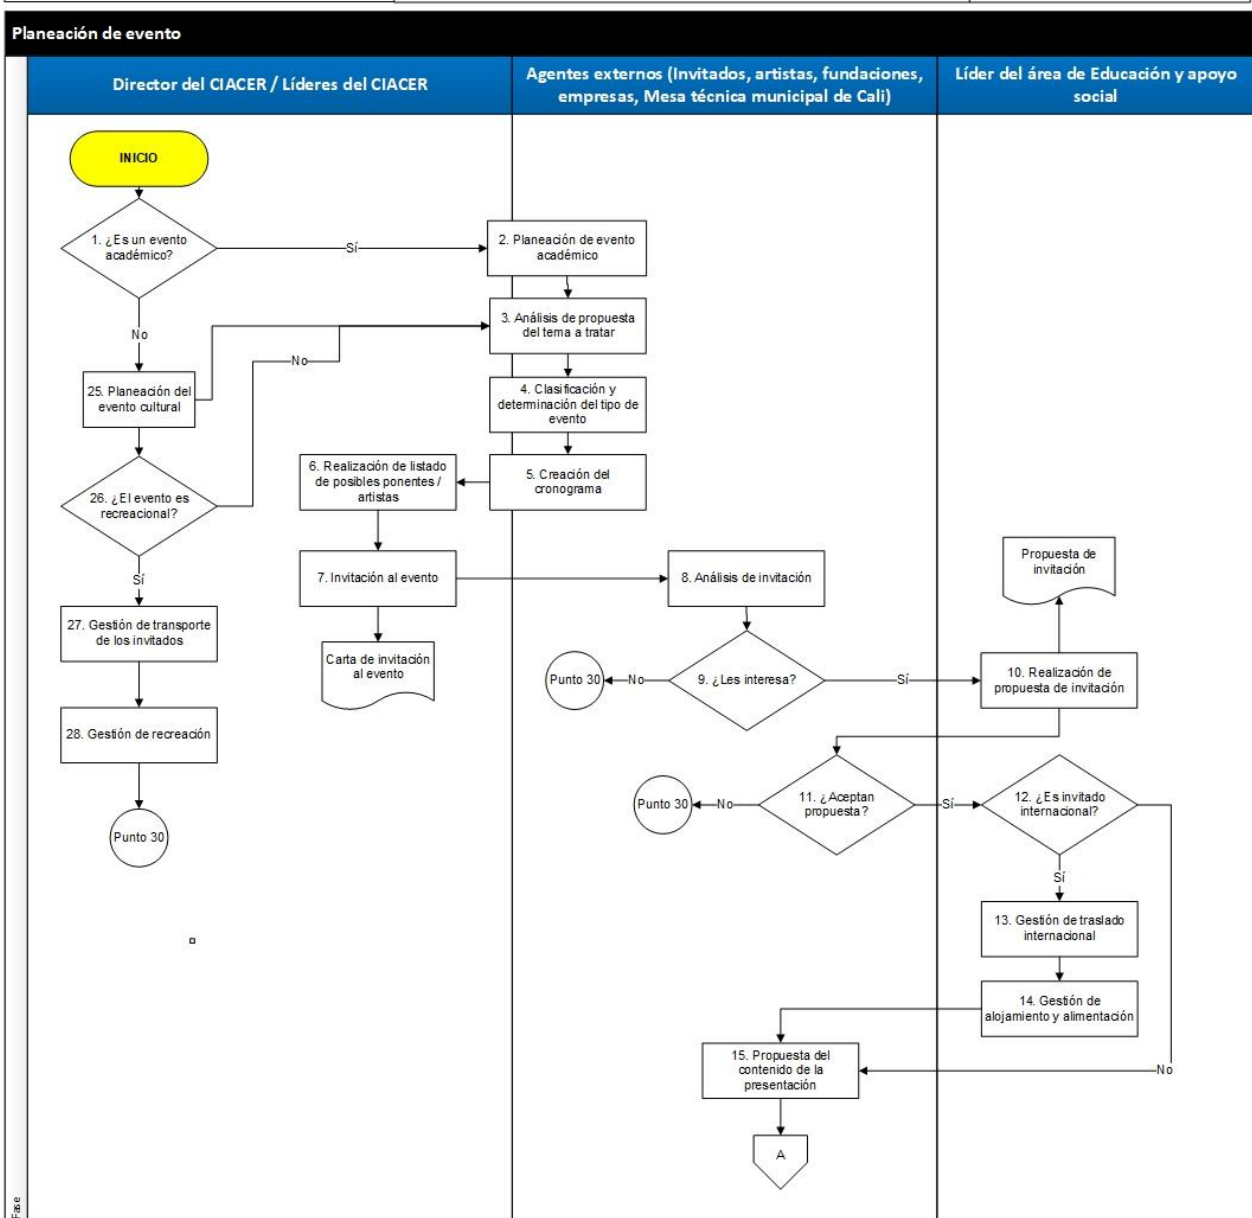 Planeación de evento
Director del CIACER / Líderes del CIACER
Agentes externos (Invitados, artistas, fundaciones,
empresas, Mesa técnica municipal de Cali)
Líder del área de Educación y apoyo
social
INICIO
1. ¿Es un evento
académico?
Sí
2. Planeación de evento
académico
No
3. Análisis de propuesta
del tema a tratar
No
25. Planeación del
evento cultural
4. Clasificación y
determinación del tipo de
evento
6. Realización de listado
de posibles ponentes /
artistas
5. Creación del
cronograma
26. ¿El evento es
recreacional?
Sí
7. Invitación al evento
8. Análisis de invitación
Propuesta de
invitación
27. Gestión de transporte
de los invitados
Carta de invitación
al evento
Punto 30
No
9. ¿Les interesa?
Sí
10. Realización de
propuesta de invitación
28. Gestión de recreación
Punto 30
Punto 30
No
11. ¿Aceptan
propuesta?
Sí
12. ¿Es invitado
internacional?
Sí
13. Gestión de traslado
internacional
14. Gestión de
alojamiento y alimentación
15. Propuesta del
contenido de la
presentación
No
A
Fase